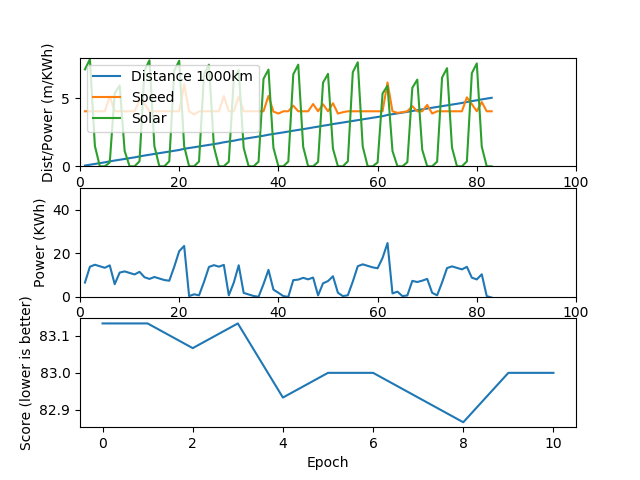 Dist/Power (m/KWh)
5
0
Distance 1000km
Speed
Solar
0 20 40 60 80 100
Power (KWh)
40
20
0
0 20 40 60 80 100
Score (lower is better)
83.1
83.0
82.9
0 2 4 6 8 10
Epoch